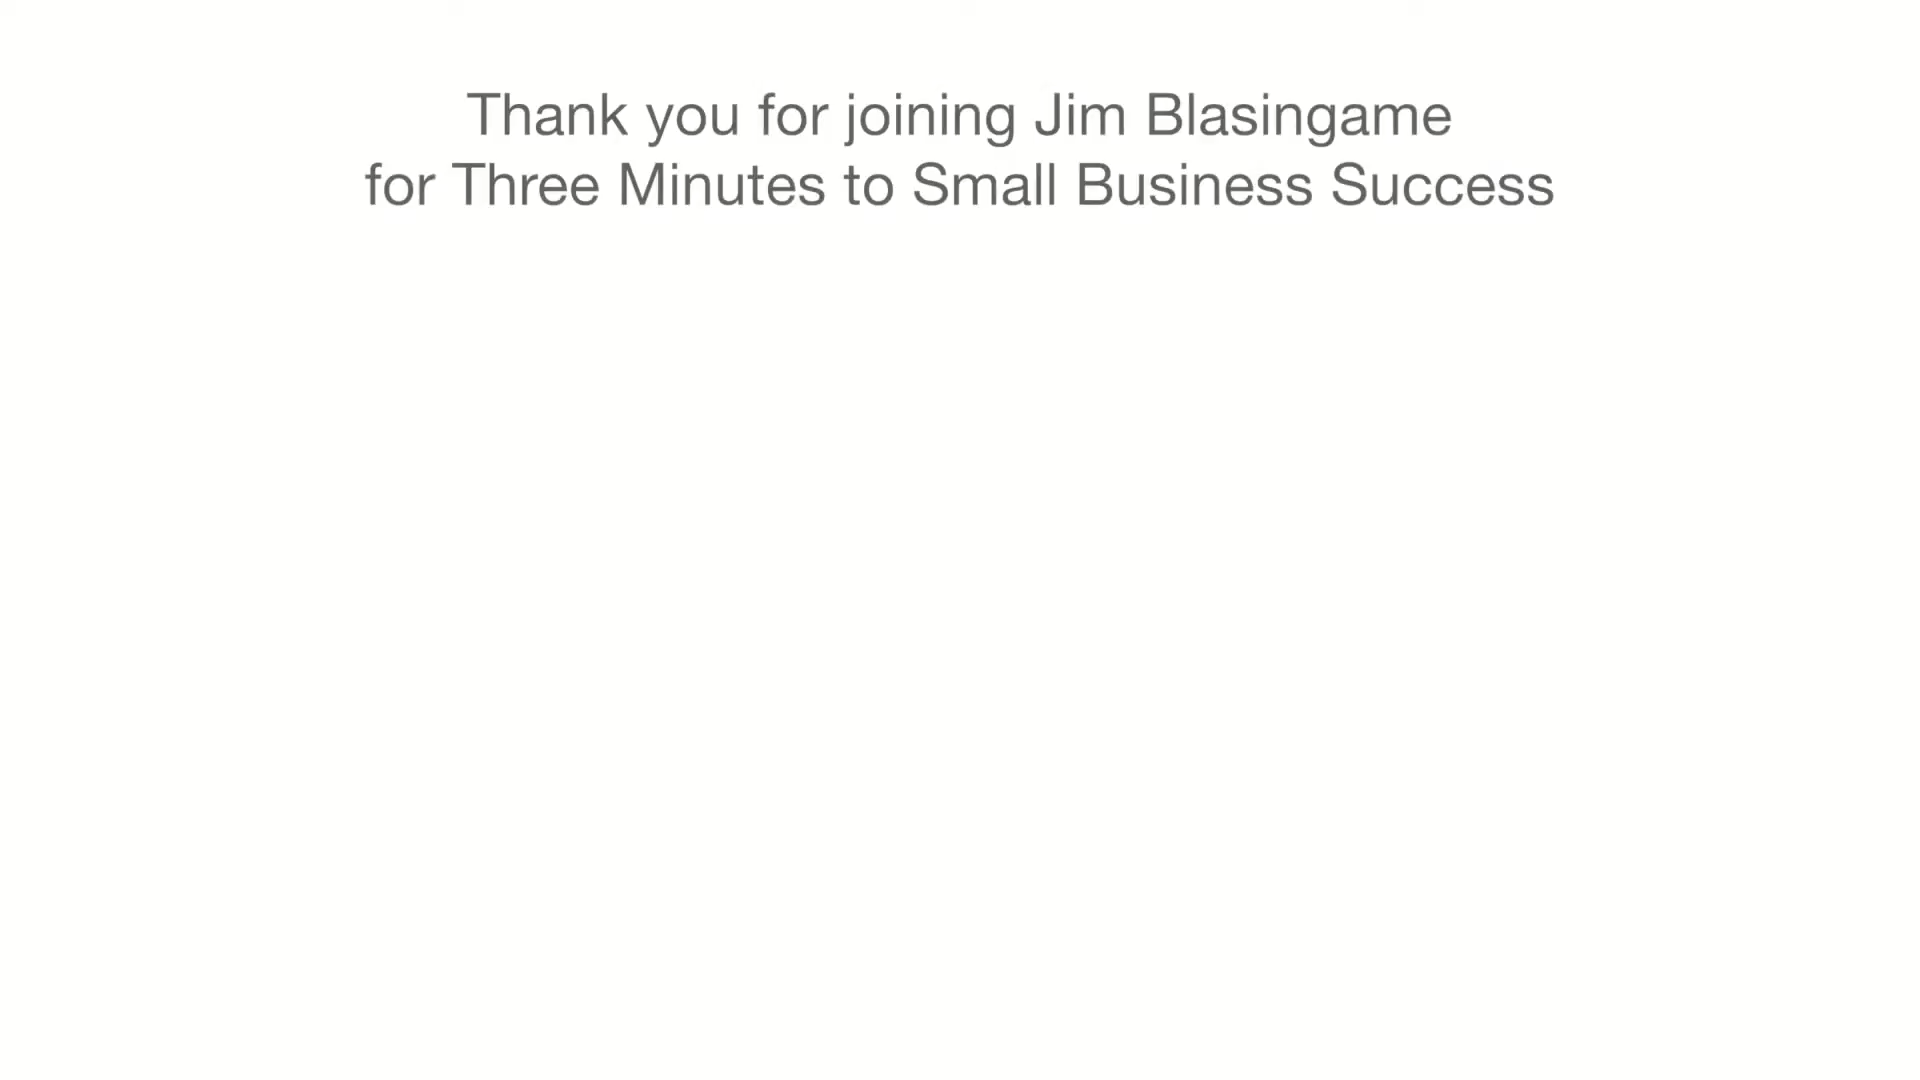 Thank you for joining Jim Blasingame
for Three Minutes to Small Business Success